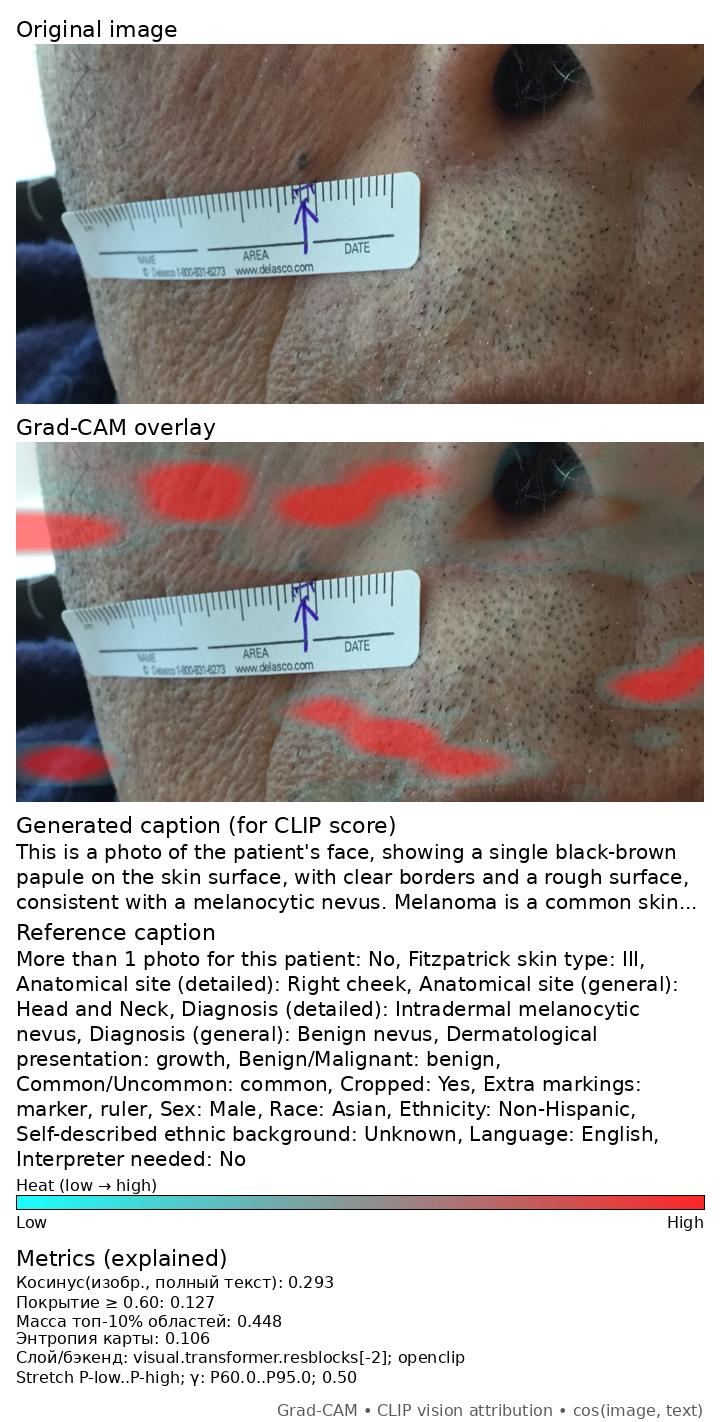 Original image
cm
NAME
AREA
DATE
© Delasco 1-800-831-6273 www.delasco.com
Grad-CAM overlay
cm
NAME
AREA
DATE
© Delasco 1-800-831-6273 www.delasco.com
Generated caption (for CLIP score)
This is a photo of the patient's face, showing a single black-brown
papule on the skin surface, with clear borders and a rough surface,
consistent with a melanocytic nevus. Melanoma is a common skin...
Reference caption
More than 1 photo for this patient: No, Fitzpatrick skin type: III,
Anatomical site (detailed): Right cheek, Anatomical site (general):
Head and Neck, Diagnosis (detailed): Intradermal melanocytic
nevus, Diagnosis (general): Benign nevus, Dermatological
presentation: growth, Benign/Malignant: benign,
Common/Uncommon: common, Cropped: Yes, Extra markings:
marker, ruler, Sex: Male, Race: Asian, Ethnicity: Non-Hispanic,
Self-described ethnic background: Unknown, Language: English,
Interpreter needed: No
Heat (low → high)
Low High
Metrics (explained)
Косинус(изобр., полный текст): 0.293
Покрытие ≥ 0.60: 0.127
Масса топ-10% областей: 0.448
Энтропия карты: 0.106
Слой/бэкенд: visual.transformer.resblocks[-2]; openclip
Stretch P-low..P-high; γ: P60.0..P95.0; 0.50
Grad-CAM • CLIP vision attribution • cos(image, text)